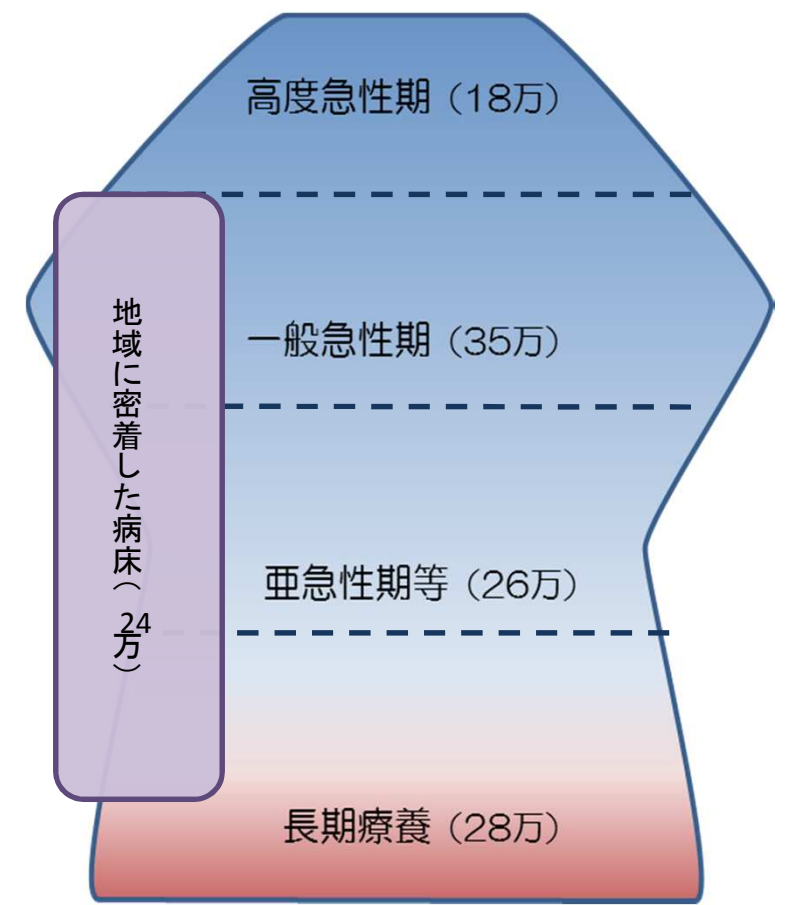 高度急性期（18万）
一般急性期（35万）
地域に密着した病床（24万）
亜急性期等（26万）
長期療養（28万）